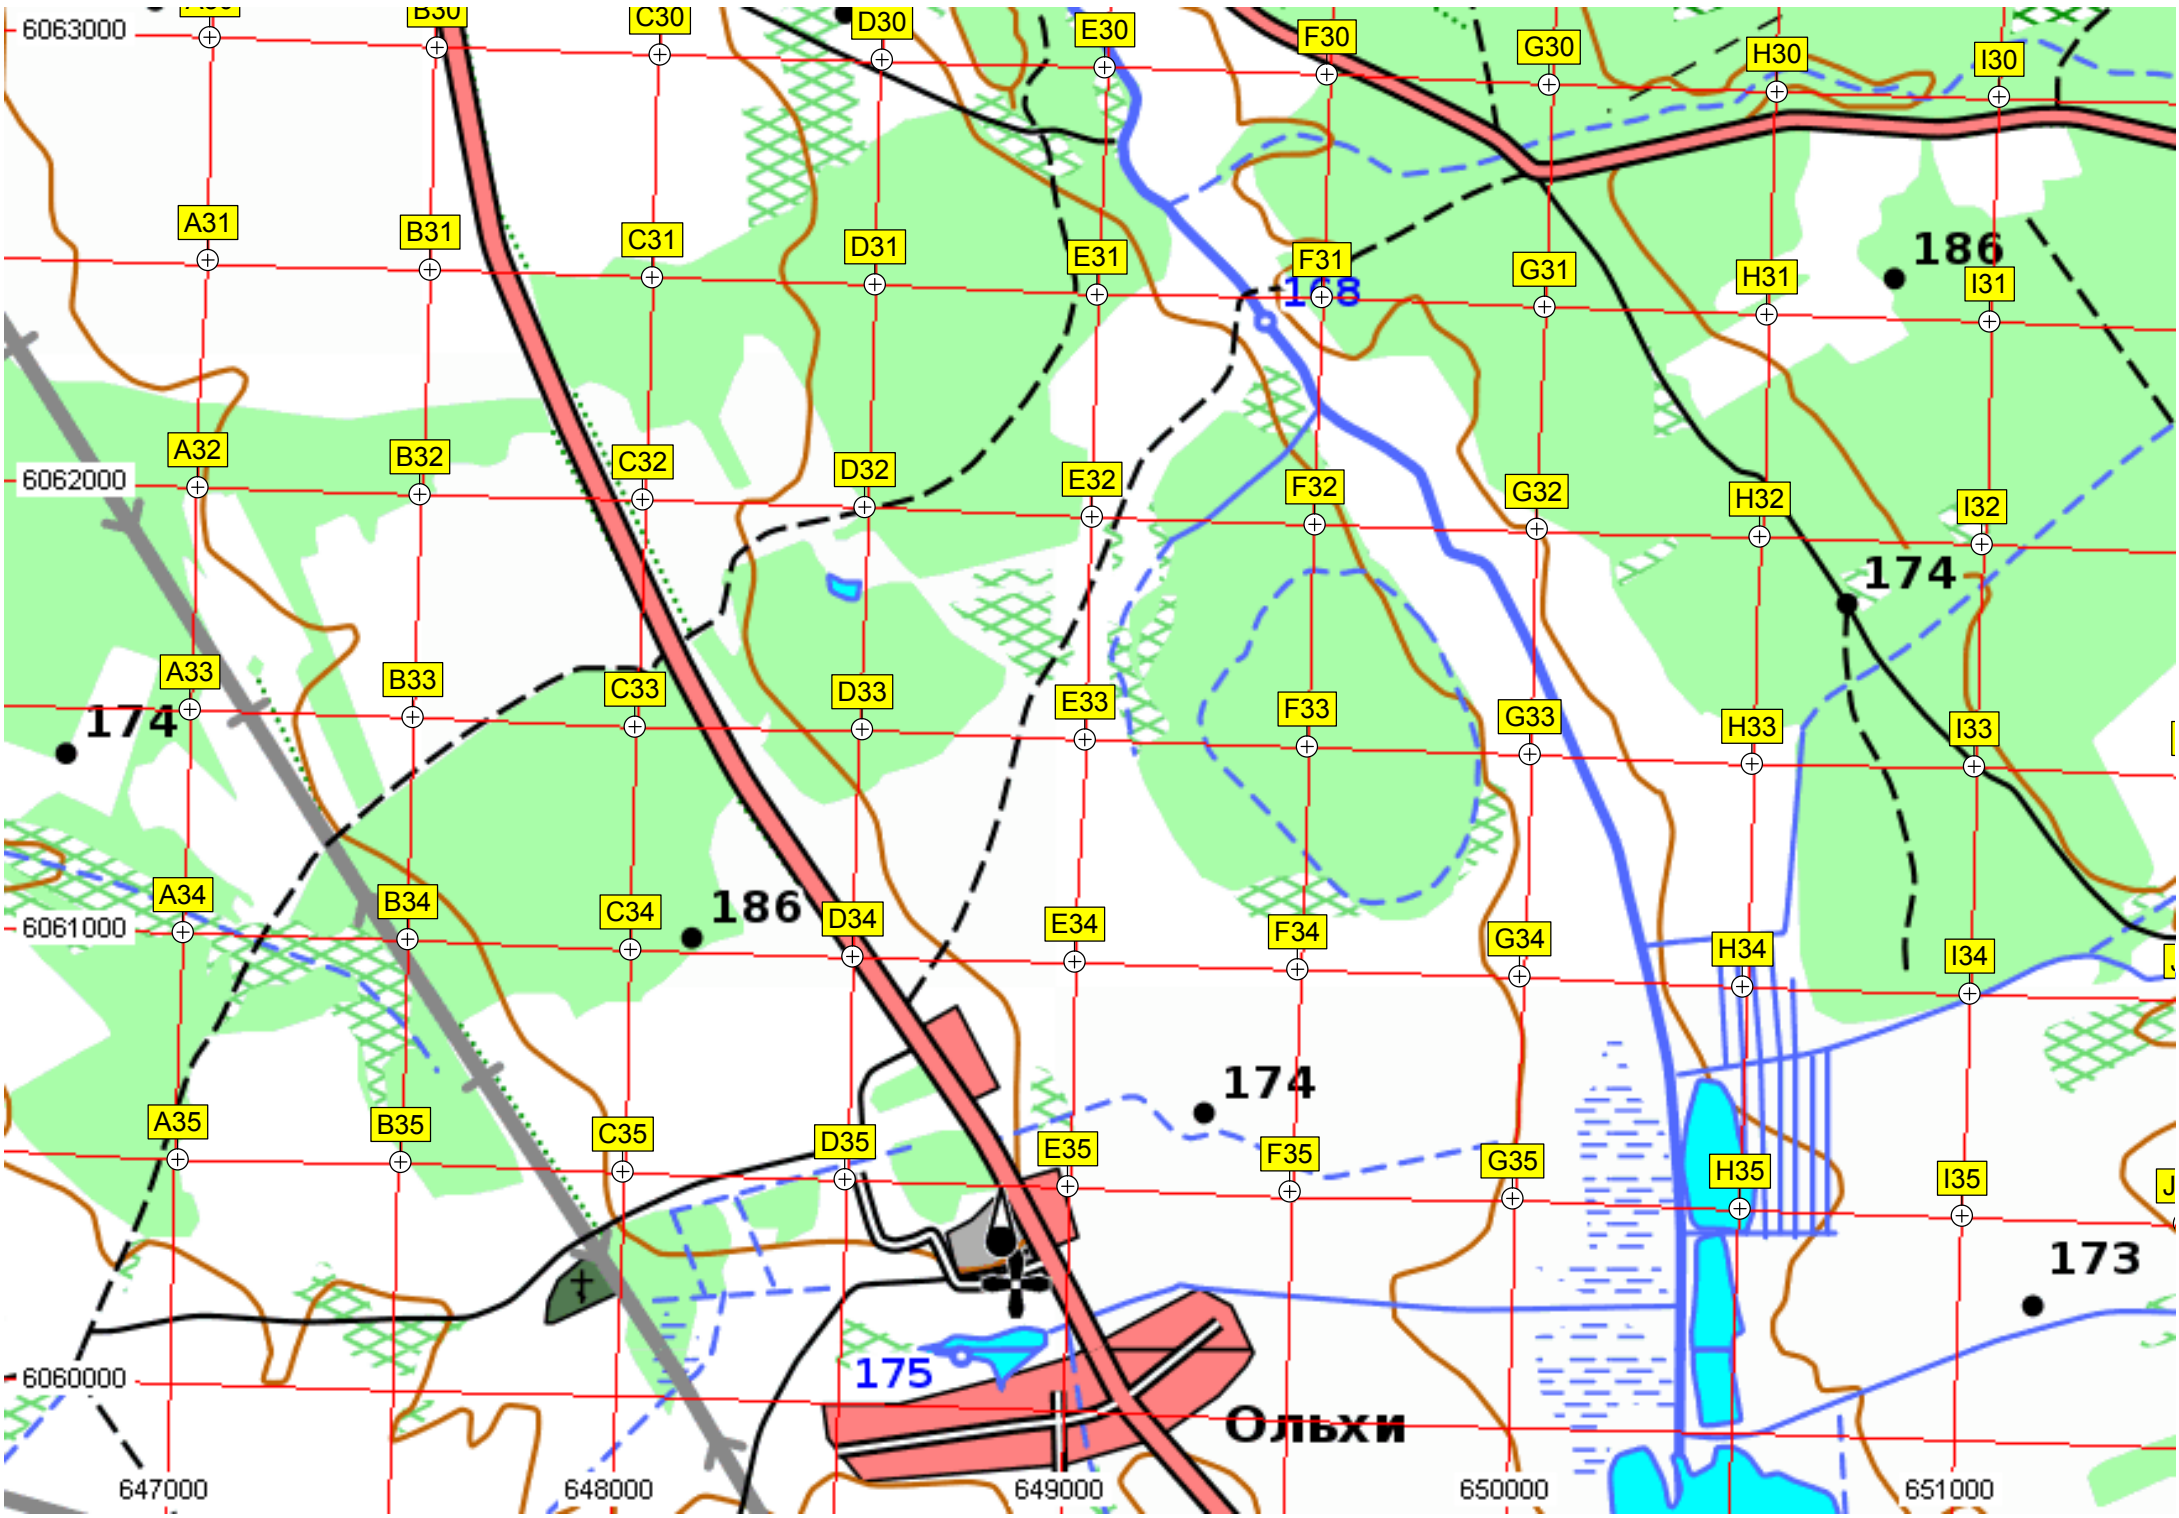 A30 B30 C30 D30 E30 F30 G30 H30 I30
6063000
A31 B31 C31 D31 E31 F31 G31 H31 I31
186
168
A32 B32 C32 D32 E32 F32 G32 H32 I32
6062000
174
A33 B33 C33 D33 E33 F33 G33 H33 I33
174
A34 B34 C34 D34 E34 F34 G34 H34 I34
186
6061000
174
A35 B35 C35 D35 E35 F35 G35 H35 I35
173
6060000
175
Ольхи
647000 648000 649000 650000 651000